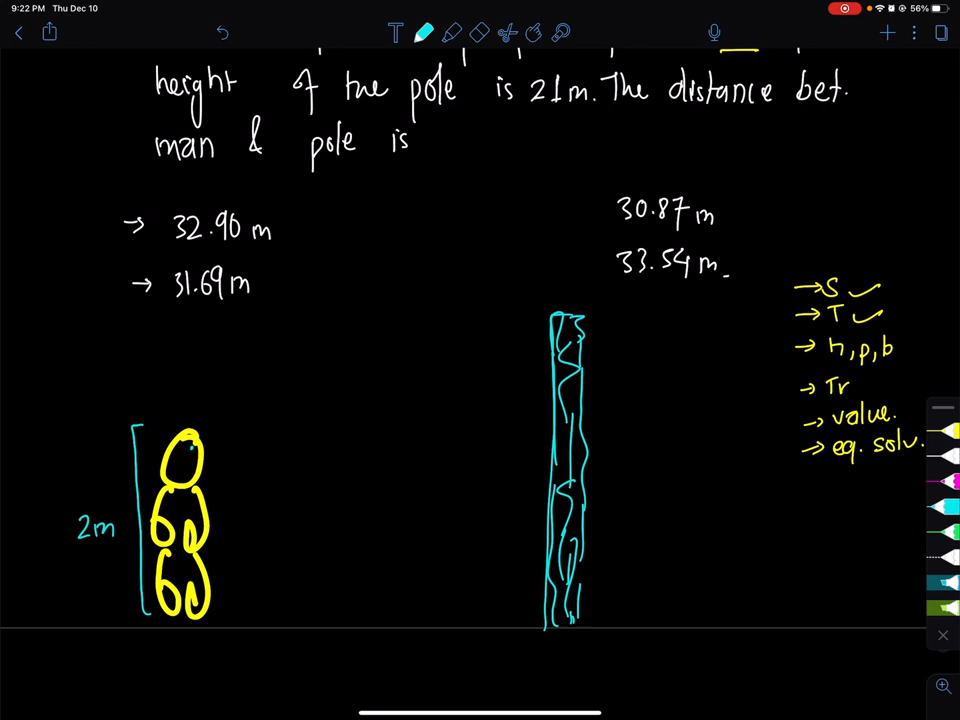 9:22 PM Thu Dec 10
56%
height of the pole is 21m. The distance bet.
man & pole is
→ 32.90 m
30.87 m
→ 31.69 m
33.54 m.
→ S ✓
→ T ✓
→ h, p, b
→ Tr
→ value.
→ eq. solv.
2m